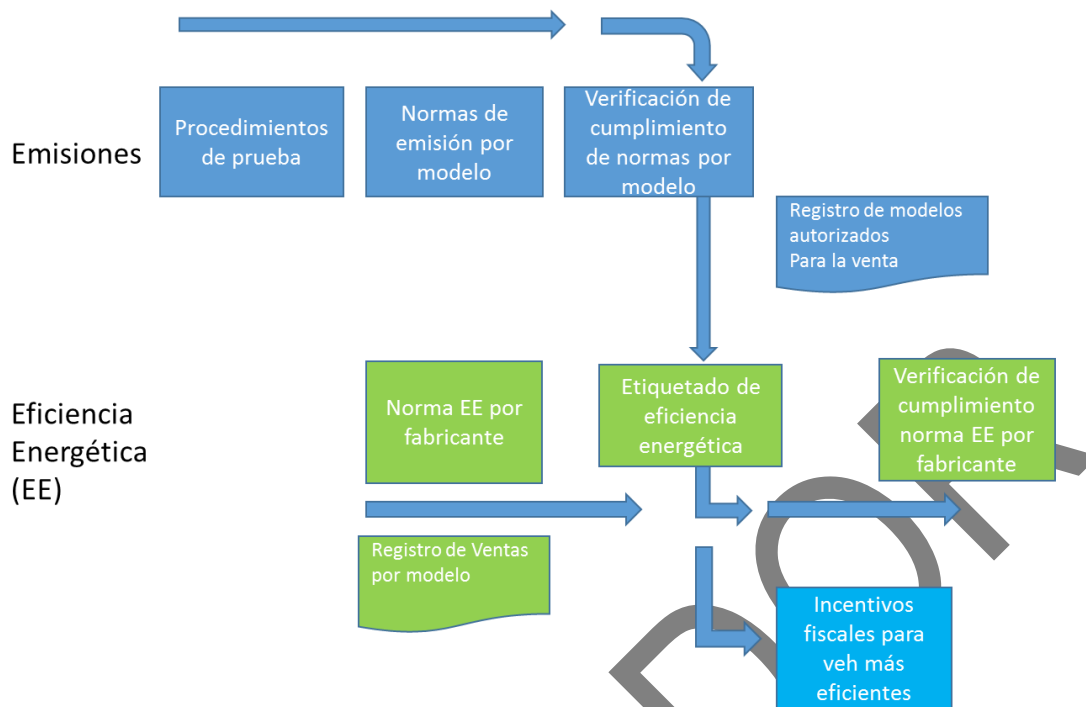 Emisiones
Procedimientos
de prueba
Normas de
emisión por
modelo
Verificación de
cumplimiento
de normas por
modelo
Registro de modelos
autorizados
Para la venta
Eficiencia
Energética
(EE)
Norma EE por
fabricante
Etiquetado de
eficiencia
energética
Verificación de
cumplimiento
norma EE por
fabricante
Registro de Ventas
por modelo
Incentivos
fiscales para
veh más
eficientes